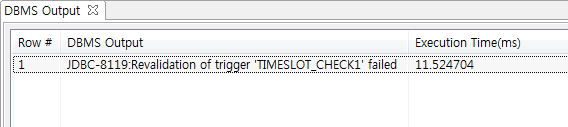 DBMS Output
Row # DBMS Output Execution Time(ms)
1 JDBC-8119:Revalidation of trigger 'TIMESLOT_CHECK1' failed 11.524704